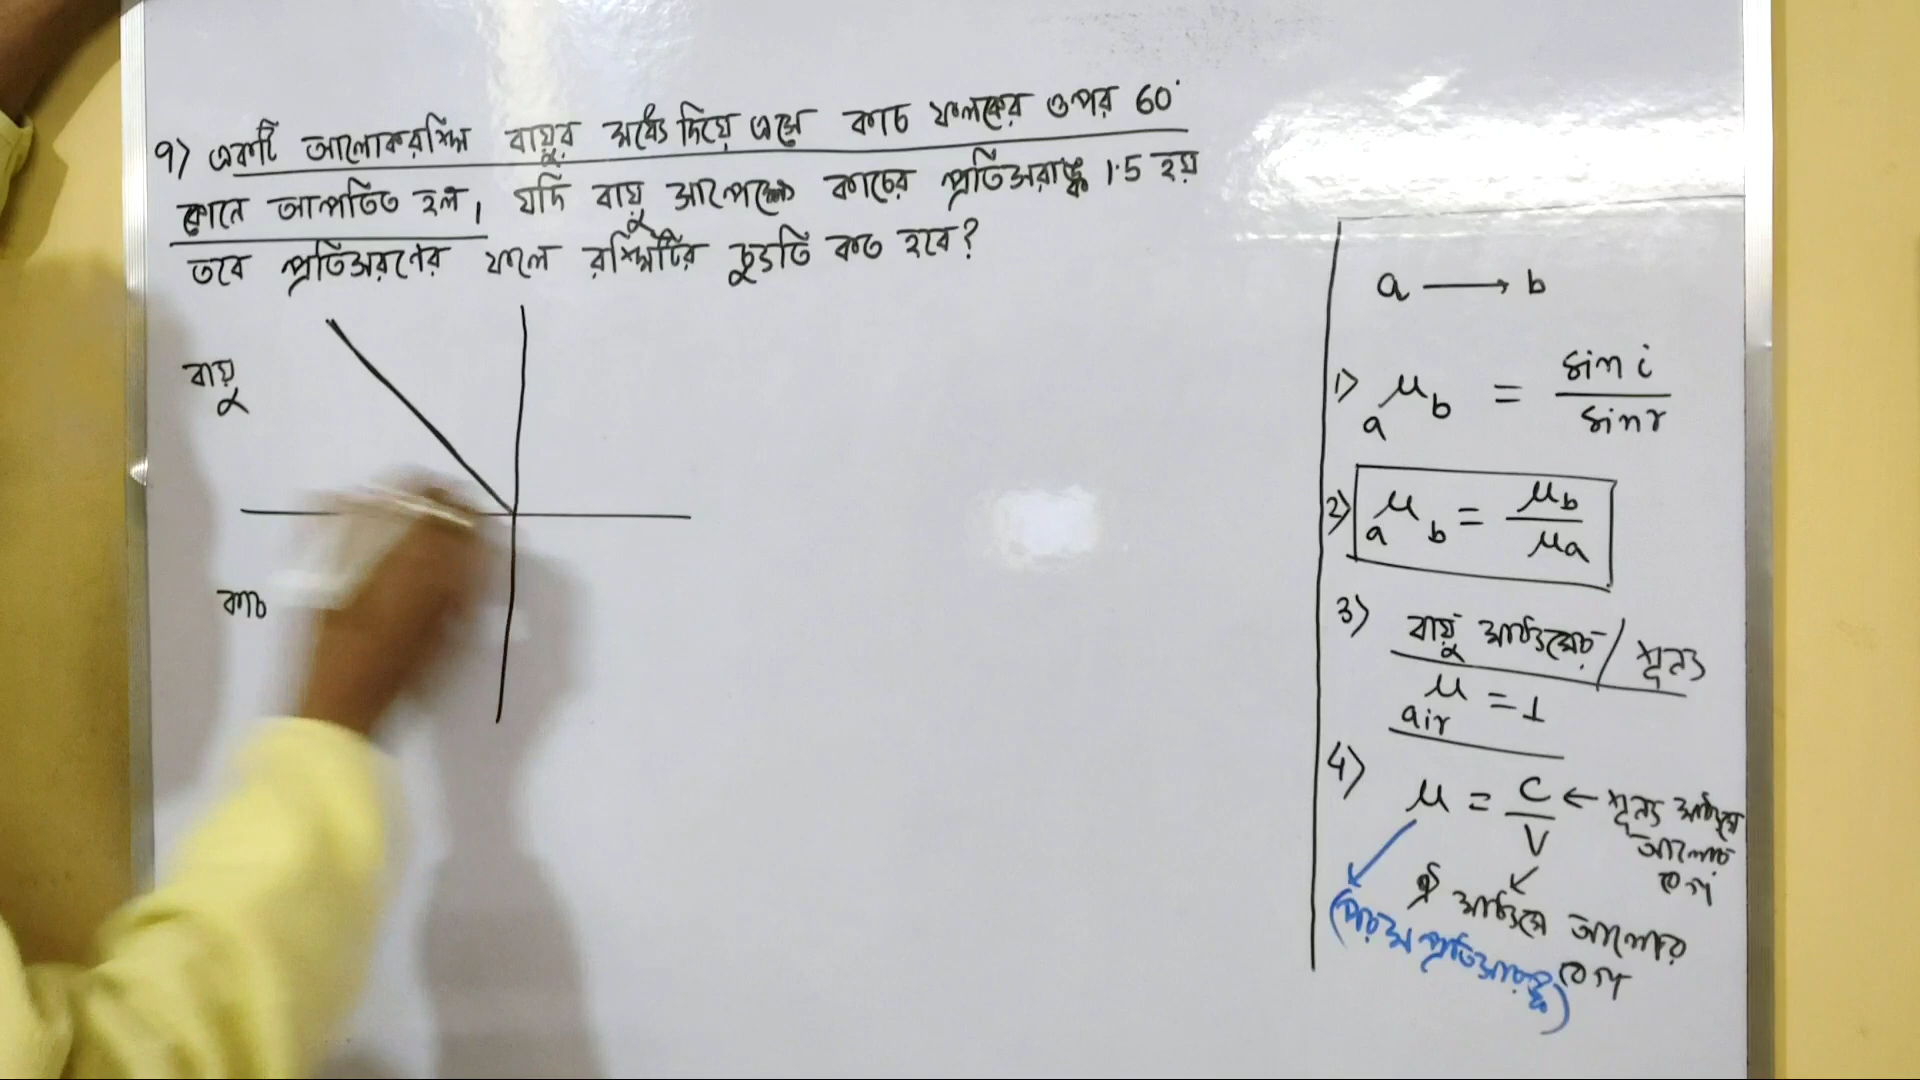 9) একটি আলোকরশ্মি বায়ুর মধ্যে দিয়ে এসে কাচ ফলকের ওপর 60°
কোনে আপতিত হল। যদি বায়ু আপেক্ষে কাচের প্রতিসরাঙ্ক 1.5 হয়
তবে প্রতিসরণের ফলে রশ্মিটির চুড়তি কত হবে?
বায়ু
কাচ
a ⟶ b
1) aμb = sin i / sin r
2) aμb = μb / μa
3) বায়ু মাধ্যমের / শূন্য
μair = 1
4) μ = C / V ← শূন্য মাধ্যমে
আলোর
বেগ
ঐ মাধ্যমে আলোর
বেগ
(পরম প্রতিসরাঙ্ক)